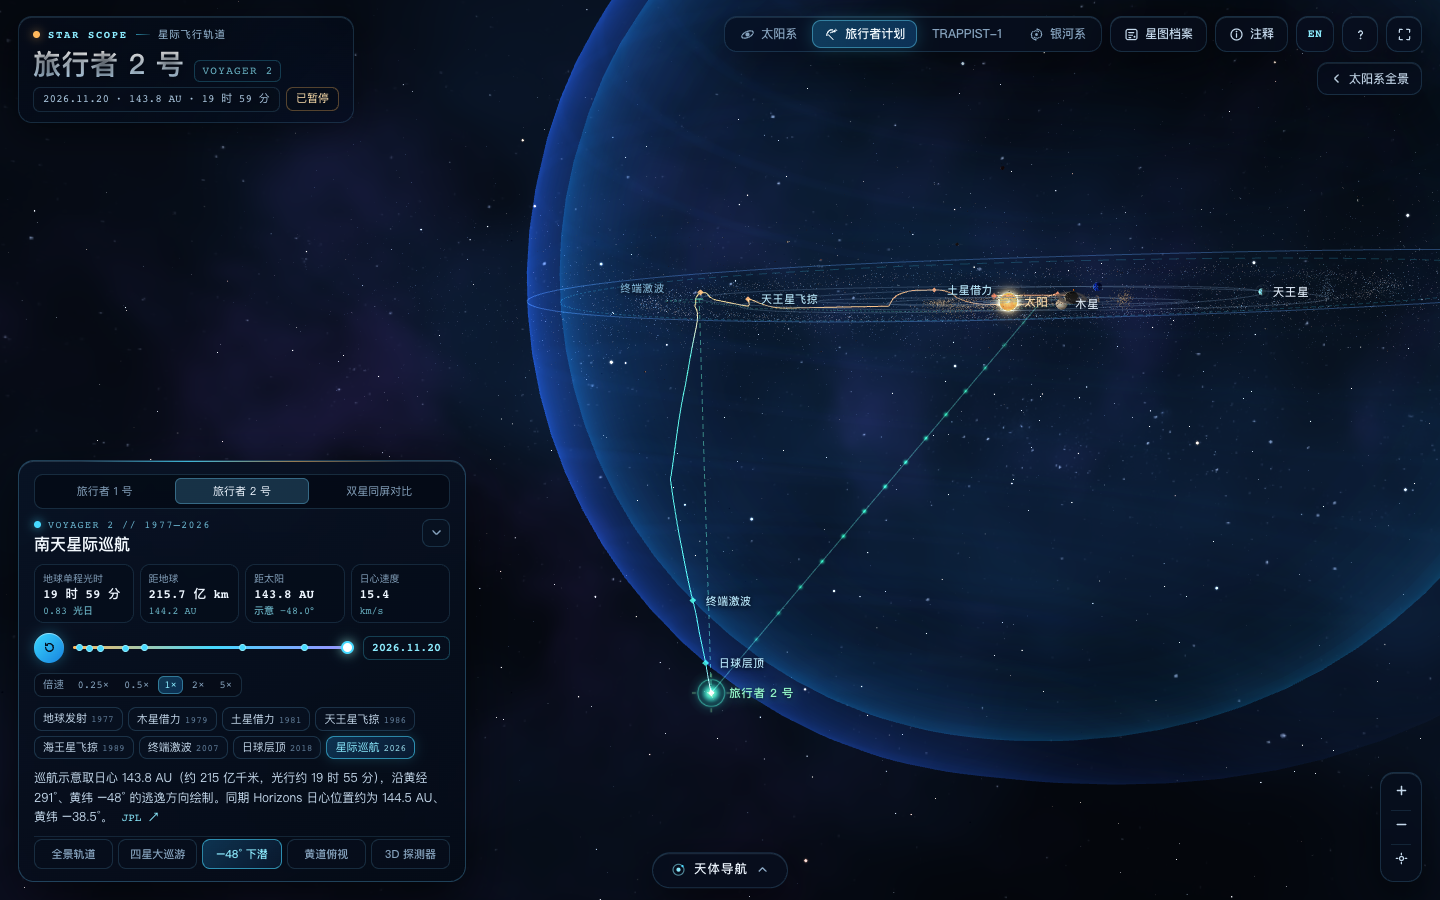 STAR SCOPE — 星际飞行轨道
旅行者 2 号 VOYAGER 2
2026.11.20 · 143.8 AU · 19 时 59 分 已暂停
太阳系 旅行者计划 TRAPPIST-1 银河系 星图档案 注释 EN ?
太阳系全景
终端激波
天王星飞掠
土星借力
太阳
木星
天王星
终端激波
日球层顶
旅行者 2 号
旅行者 1 号 旅行者 2 号 双星同屏对比
VOYAGER 2 // 1977—2026
南天星际巡航
地球单程光时 距地球 距太阳 日心速度
19 时 59 分 215.7 亿 km 143.8 AU 15.4
0.83 光日 144.2 AU 示意 −48.0° km/s
2026.11.20
倍速 0.25× 0.5× 1× 2× 5×
地球发射 1977 木星借力 1979 土星借力 1981 天王星飞掠 1986
海王星飞掠 1989 终端激波 2007 日球层顶 2018 星际巡航 2026
巡航示意取日心 143.8 AU（约 215 亿千米，光行约 19 时 55 分），沿黄经
291°、黄纬 −48° 的逃逸方向绘制。同期 Horizons 日心位置约为 144.5 AU、
黄纬 −38.5°。 JPL ↗
全景轨道 四星大巡游 −48° 下潜 黄道俯视 3D 探测器
天体导航
+
−